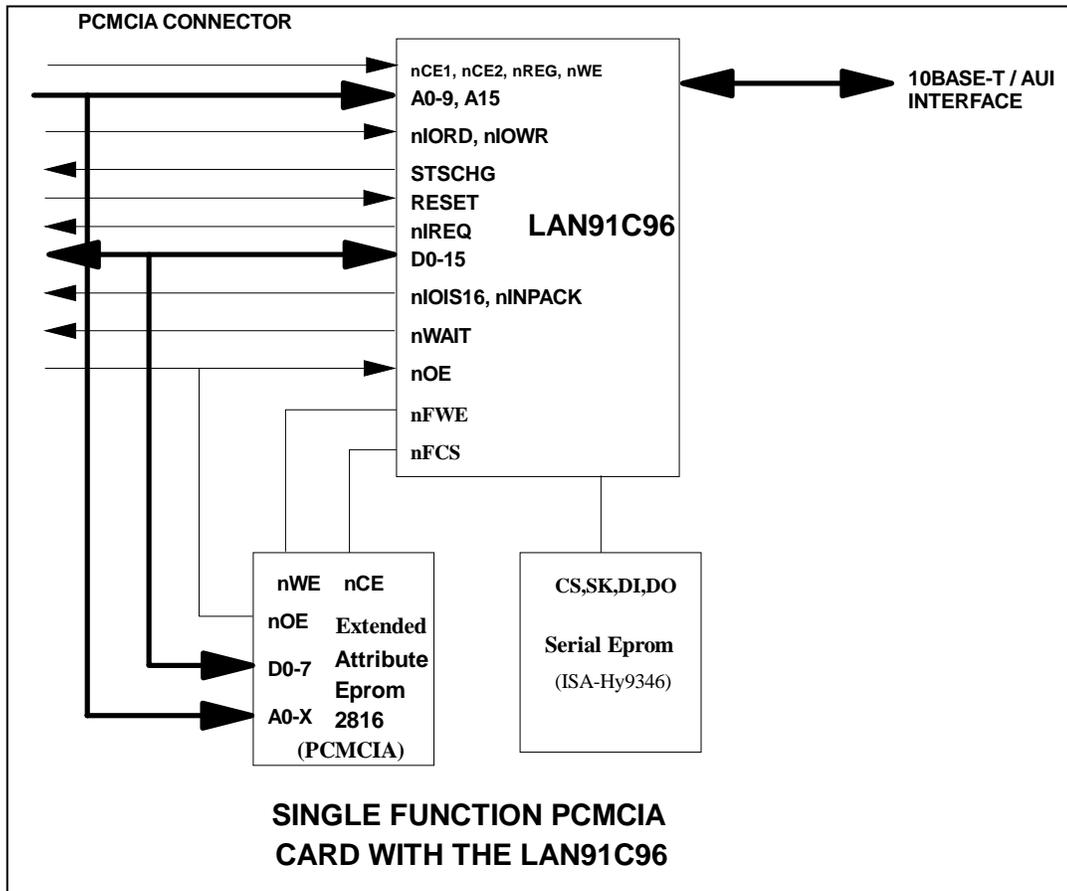 PCMCIA CONNECTOR
nCE1, nCE2, nREG, nWE
A0-9, A15
nIORD, nIOWR
STSCHG
RESET
nIREQ
D0-15
nIOIS16, nINPACK
nWAIT
nOE
nFWE
nFCS
LAN91C96
10BASE-T / AUI
INTERFACE
nWE nCE
nOE
D0-7
A0-X
Extended
Attribute
Eprom
2816
(PCMCIA)
CS,SK,DI,DO
Serial Eprom
(ISA-Hy9346)
SINGLE FUNCTION PCMCIA
CARD WITH THE LAN91C96